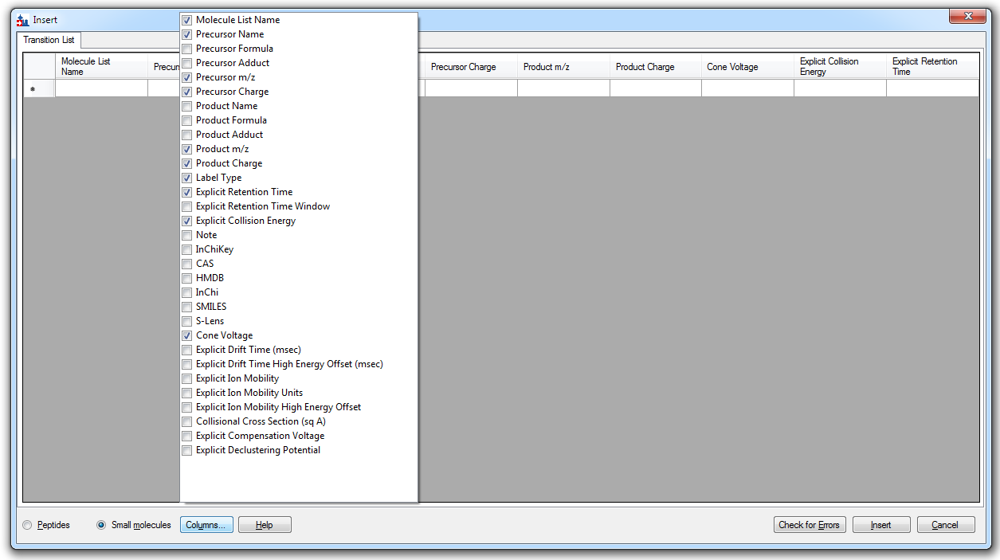 Insert
Transition List
Molecule List
Name
Precur
Precursor Charge
Product m/z
Product Charge
Cone Voltage
Explicit Collision
Energy
Explicit Retention
Time
*
Molecule List Name
Precursor Name
Precursor Formula
Precursor Adduct
Precursor m/z
Precursor Charge
Product Name
Product Formula
Product Adduct
Product m/z
Product Charge
Label Type
Explicit Retention Time
Explicit Retention Time Window
Explicit Collision Energy
Note
InChiKey
CAS
HMDB
InChi
SMILES
S-Lens
Cone Voltage
Explicit Drift Time (msec)
Explicit Drift Time High Energy Offset (msec)
Explicit Ion Mobility
Explicit Ion Mobility Units
Explicit Ion Mobility High Energy Offset
Collisional Cross Section (sq A)
Explicit Compensation Voltage
Explicit Declustering Potential
Peptides
Small molecules
Columns...
Help
Check for Errors
Insert
Cancel